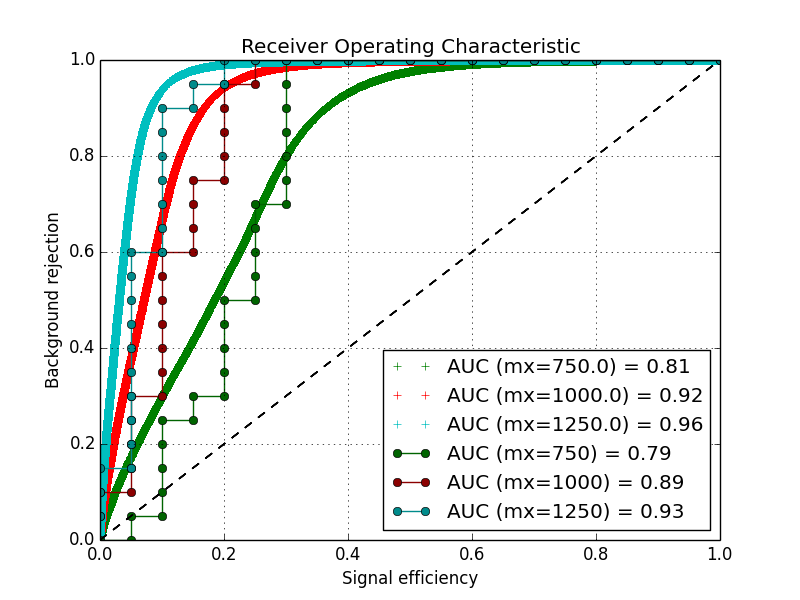 Receiver Operating Characteristic
1.0
0.8
0.6
0.4
0.2
0.0
Background rejection
AUC (mx=750.0) = 0.81
AUC (mx=1000.0) = 0.92
AUC (mx=1250.0) = 0.96
AUC (mx=750) = 0.79
AUC (mx=1000) = 0.89
AUC (mx=1250) = 0.93
0.0 0.2 0.4 0.6 0.8 1.0
Signal efficiency